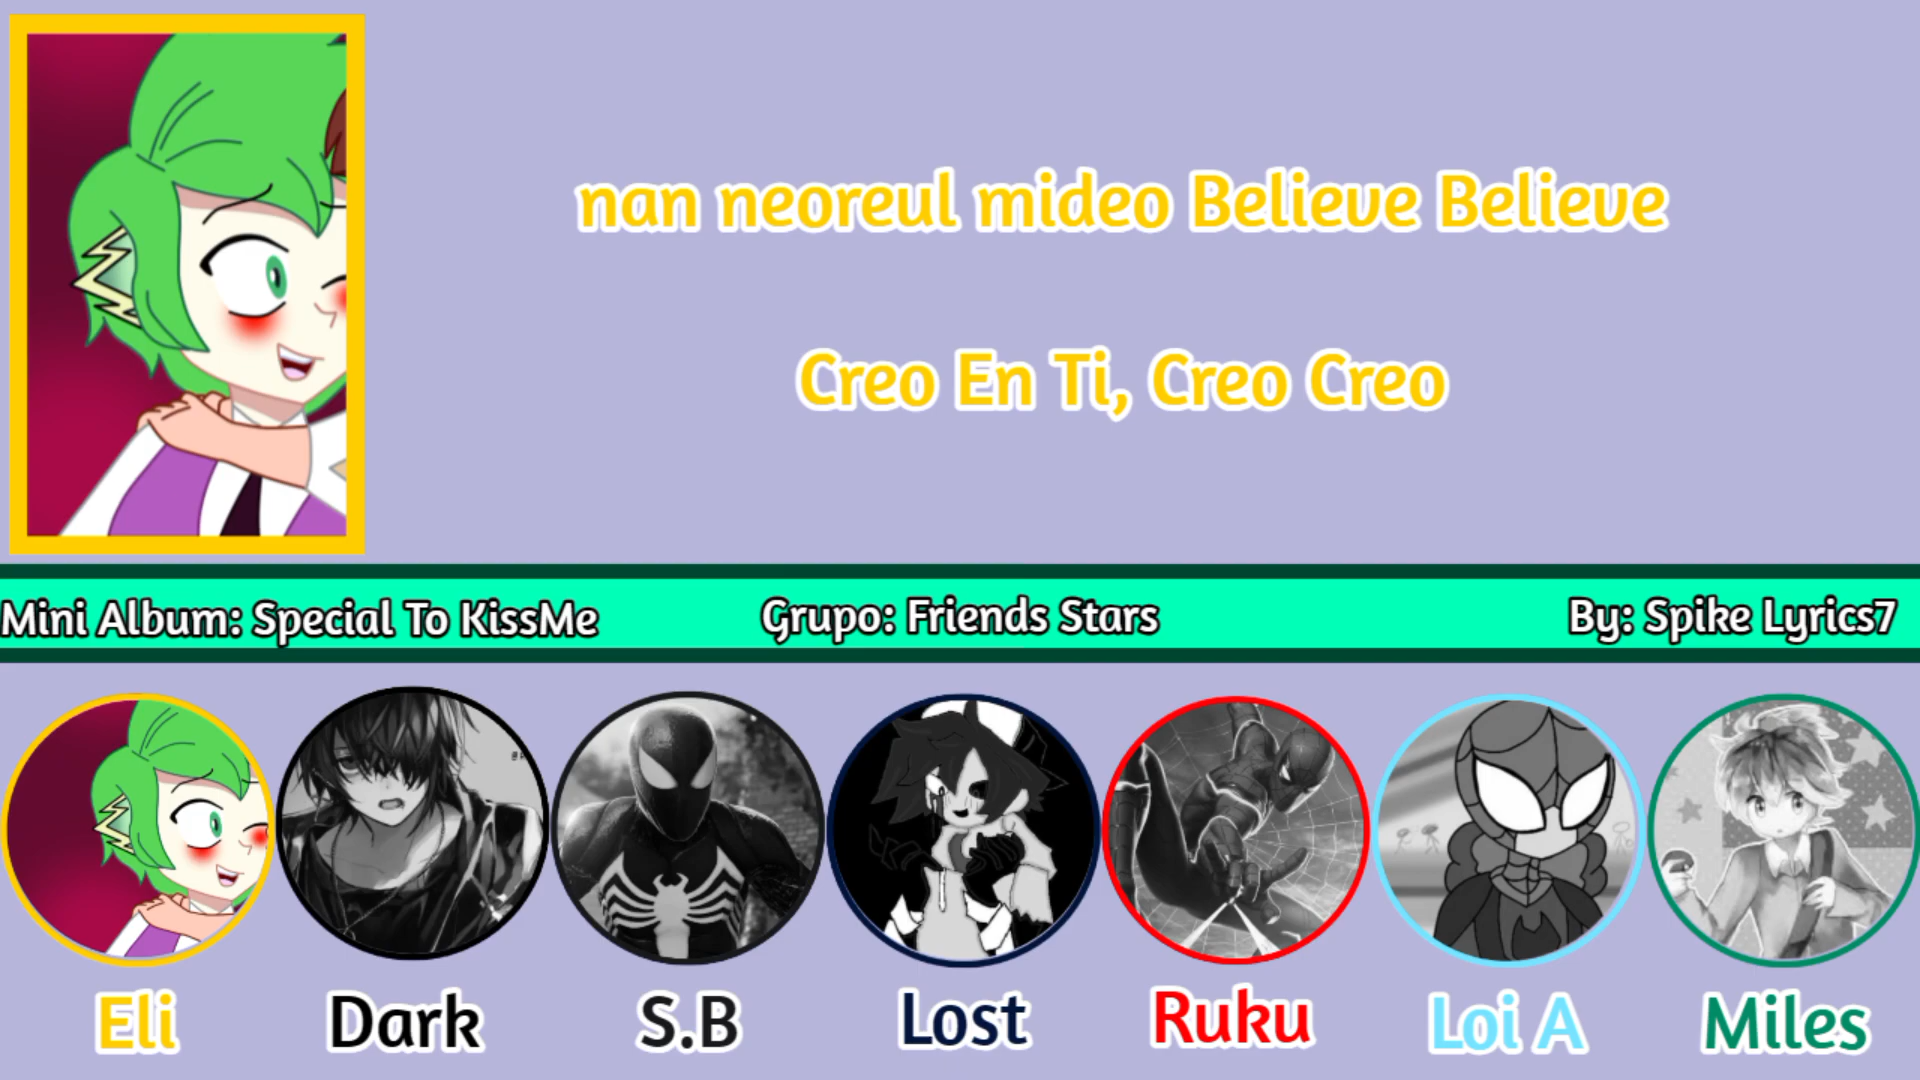 nan neoreul mideo Believe Believe
Creo En Ti, Creo Creo
Mini Album: Special To KissMe
Grupo: Friends Stars
By: Spike Lyrics7
Eli
Dark
S.B
Lost
Ruku
Loi A
Miles